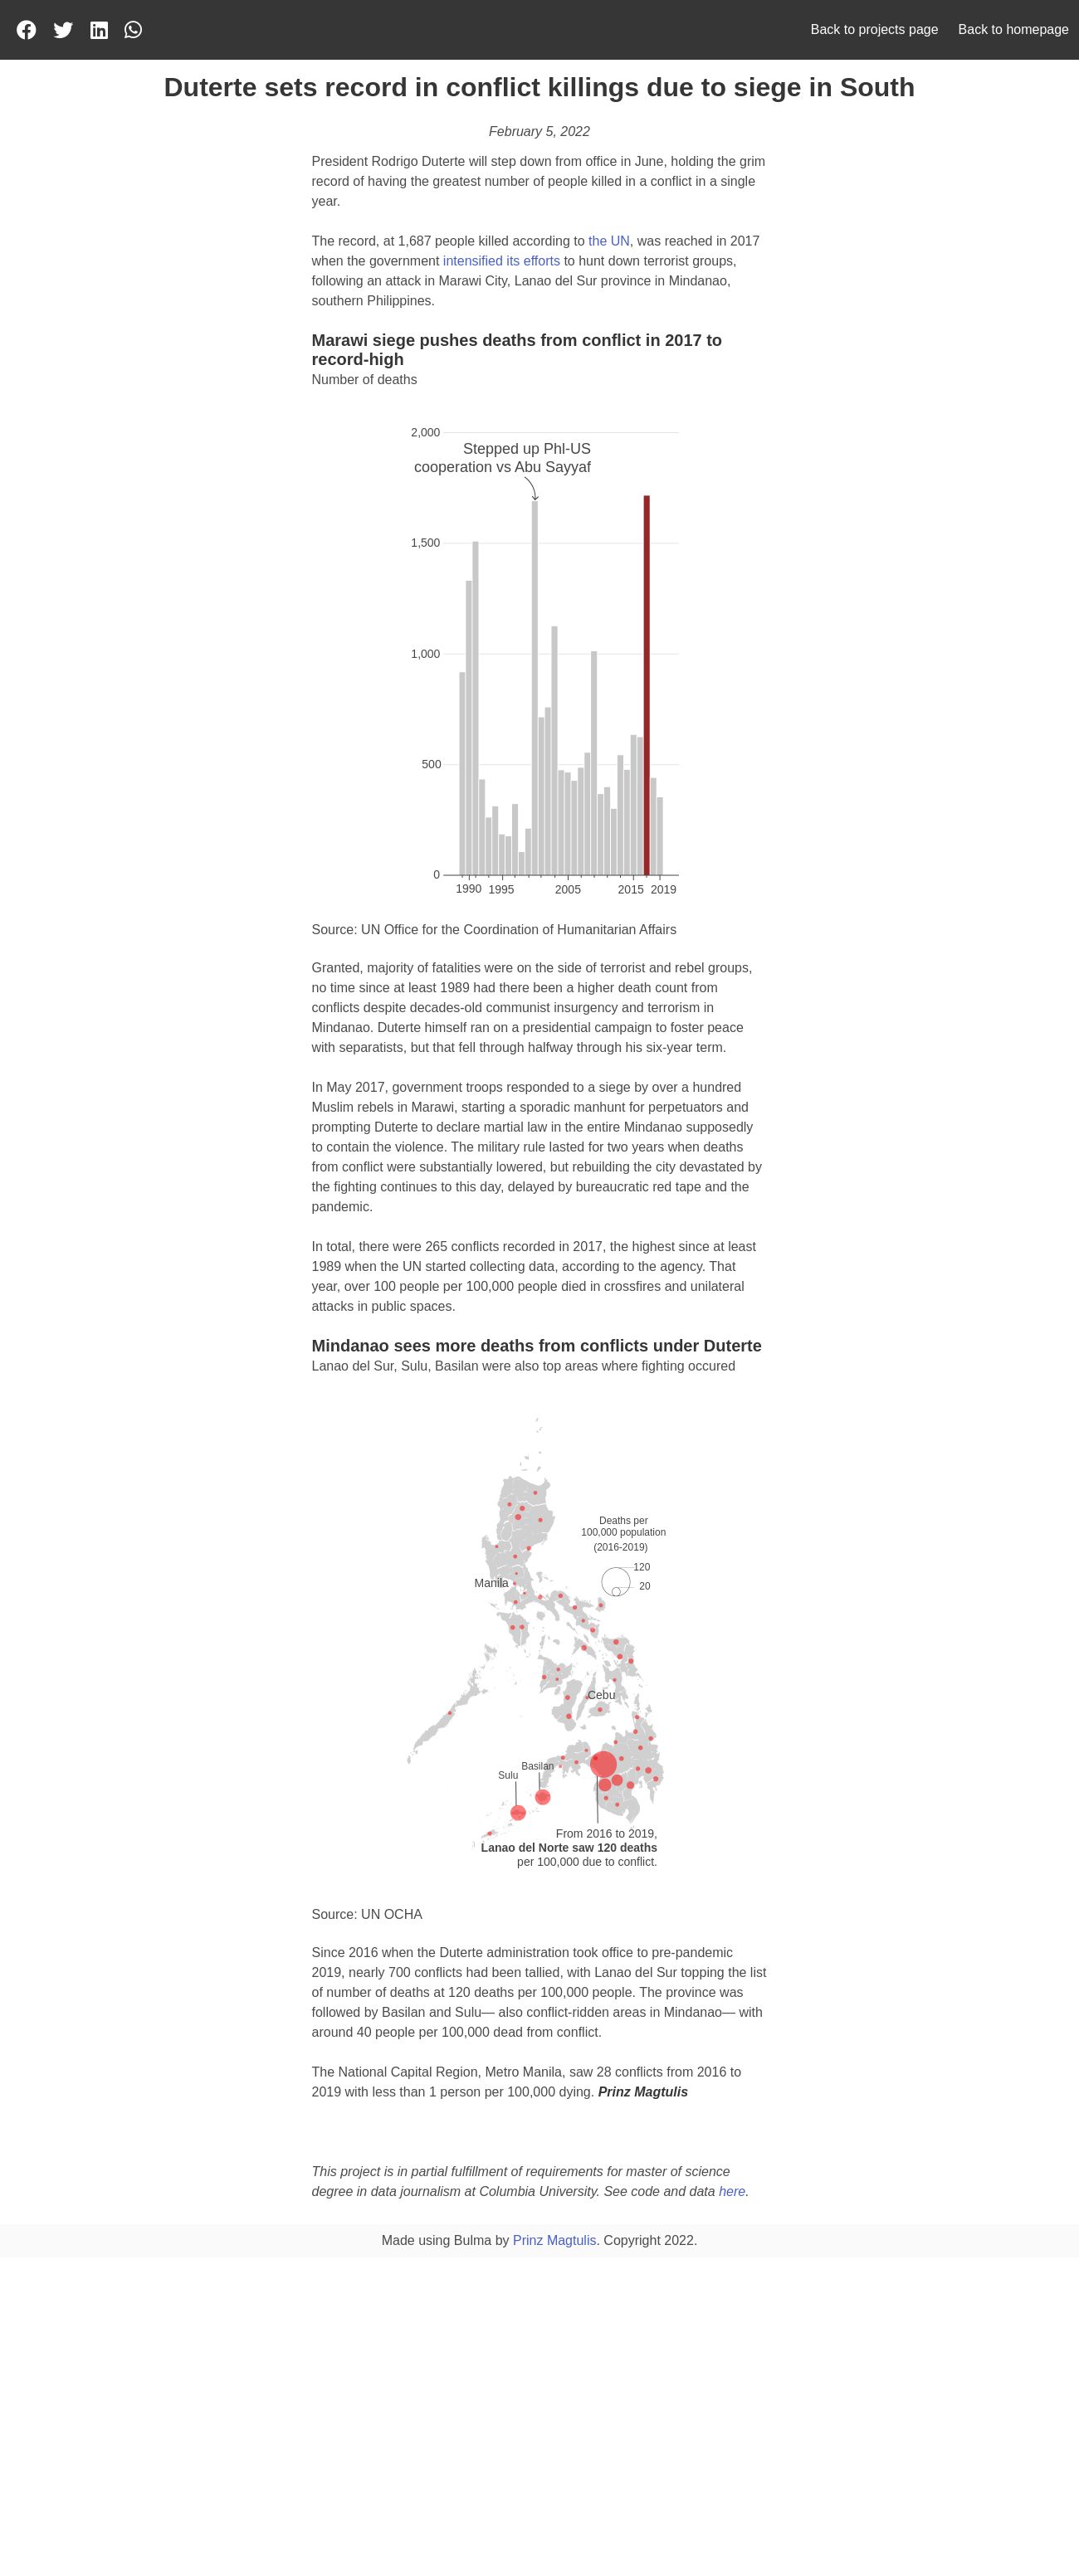 Back to projects page Back to homepage
Duterte sets record in conflict killings due to siege in South
February 5, 2022
President Rodrigo Duterte will step down from office in June, holding the grim
record of having the greatest number of people killed in a conflict in a single
year.
The record, at 1,687 people killed according to the UN, was reached in 2017
when the government intensified its efforts to hunt down terrorist groups,
following an attack in Marawi City, Lanao del Sur province in Mindanao,
southern Philippines.
Marawi siege pushes deaths from conflict in 2017 to
record-high
Number of deaths
2,000
Stepped up Phl-US
cooperation vs Abu Sayyaf
1,500
1,000
500
0
1990 1995 2005 2015 2019
Source: UN Office for the Coordination of Humanitarian Affairs
Granted, majority of fatalities were on the side of terrorist and rebel groups,
no time since at least 1989 had there been a higher death count from
conflicts despite decades-old communist insurgency and terrorism in
Mindanao. Duterte himself ran on a presidential campaign to foster peace
with separatists, but that fell through halfway through his six-year term.
In May 2017, government troops responded to a siege by over a hundred
Muslim rebels in Marawi, starting a sporadic manhunt for perpetuators and
prompting Duterte to declare martial law in the entire Mindanao supposedly
to contain the violence. The military rule lasted for two years when deaths
from conflict were substantially lowered, but rebuilding the city devastated by
the fighting continues to this day, delayed by bureaucratic red tape and the
pandemic.
In total, there were 265 conflicts recorded in 2017, the highest since at least
1989 when the UN started collecting data, according to the agency. That
year, over 100 people per 100,000 people died in crossfires and unilateral
attacks in public spaces.
Mindanao sees more deaths from conflicts under Duterte
Lanao del Sur, Sulu, Basilan were also top areas where fighting occured
Deaths per
100,000 population
(2016-2019)
120
20
Manila
Cebu
Basilan
Sulu
From 2016 to 2019,
Lanao del Norte saw 120 deaths
per 100,000 due to conflict.
Source: UN OCHA
Since 2016 when the Duterte administration took office to pre-pandemic
2019, nearly 700 conflicts had been tallied, with Lanao del Sur topping the list
of number of deaths at 120 deaths per 100,000 people. The province was
followed by Basilan and Sulu— also conflict-ridden areas in Mindanao— with
around 40 people per 100,000 dead from conflict.
The National Capital Region, Metro Manila, saw 28 conflicts from 2016 to
2019 with less than 1 person per 100,000 dying. Prinz Magtulis
This project is in partial fulfillment of requirements for master of science
degree in data journalism at Columbia University. See code and data here.
Made using Bulma by Prinz Magtulis. Copyright 2022.